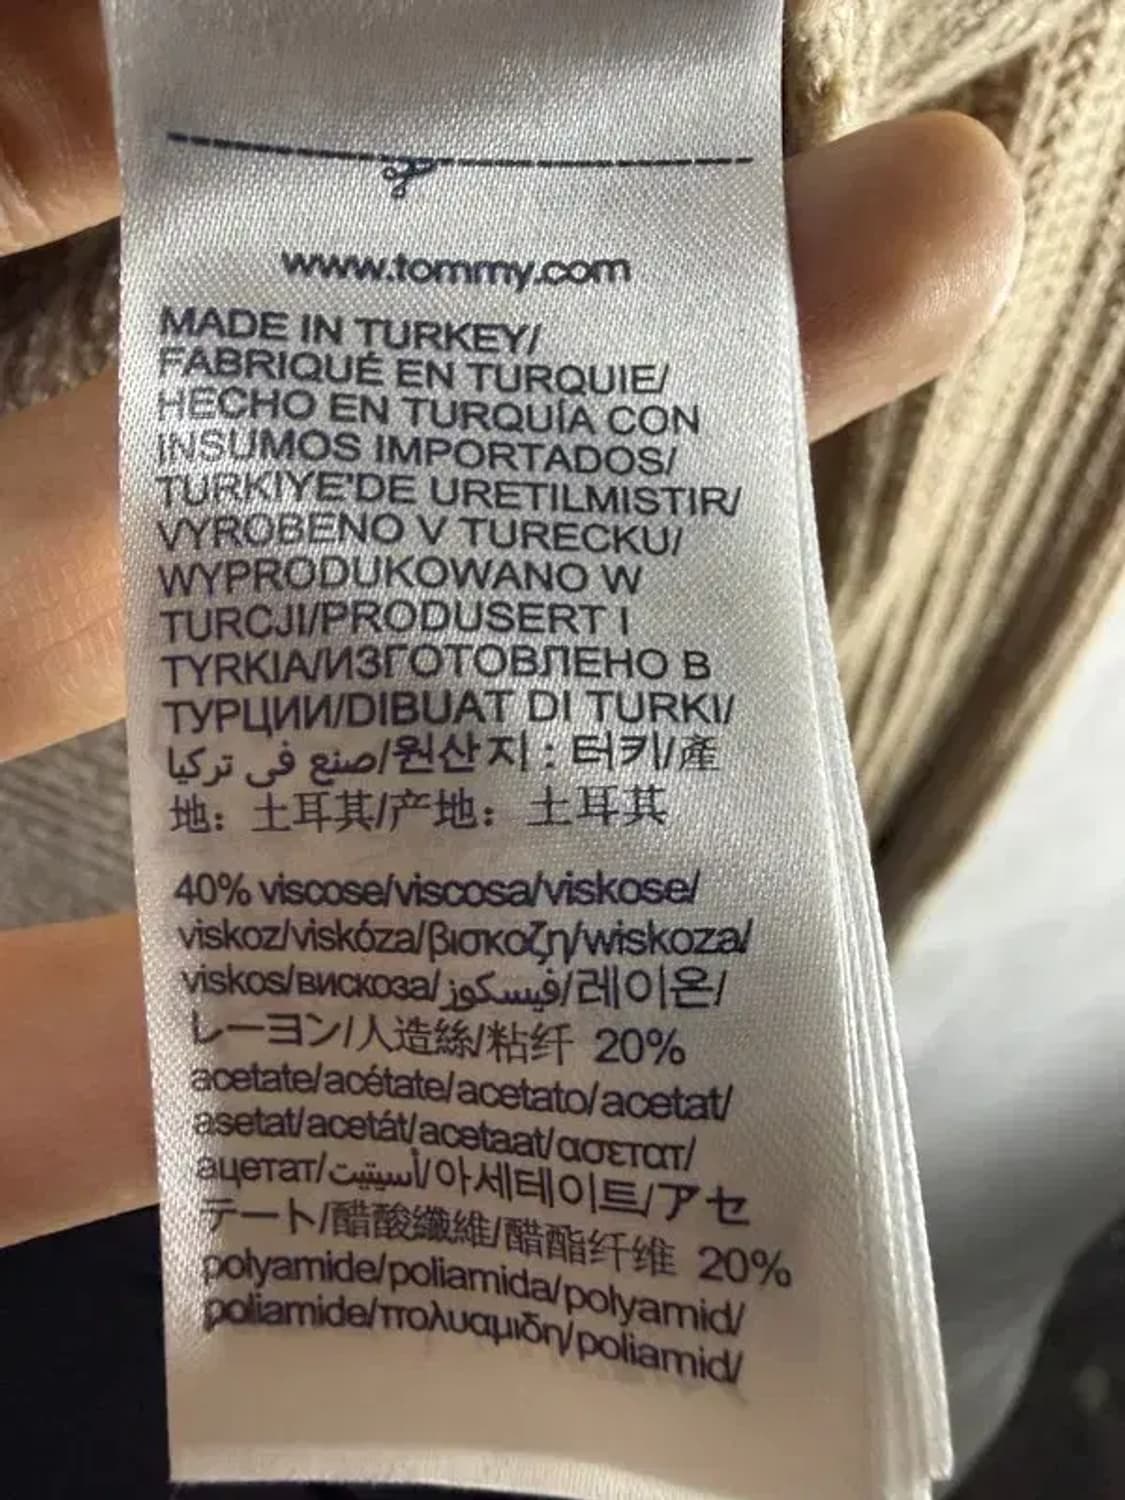 www.tommy.com
MADE IN TURKEY/
FABRIQUÉ EN TURQUIE/
HECHO EN TURQUÍA CON
INSUMOS IMPORTADOS/
TURKIYE'DE URETILMISTIR/
VYROBENO V TURECKU/
WYPRODUKOWANO W
TURCJI/PRODUSERT I
TYRKIA/ИЗГОТОВЛЕНО В
ТУРЦИИ/DIBUAT DI TURKI/
صنع في تركيا/원산지 : 터키/產
地：土耳其/产地：土耳其
40% viscose/viscosa/viskose/
viskoz/viskóza/βισκοζη/wiskoza/
viskos/вискоза/فيسكوز/레이온/
レーヨン/人造絲/粘纤 20%
acetate/acétate/acetato/acetat/
asetat/acetát/acetaat/ασετατ/
ацетат/أسيتيت/아세테이트/アセ
テート/醋酸纖維/醋酯纤维 20%
polyamide/poliamida/polyamid/
poliamide/πολυαμιδη/poliamid/